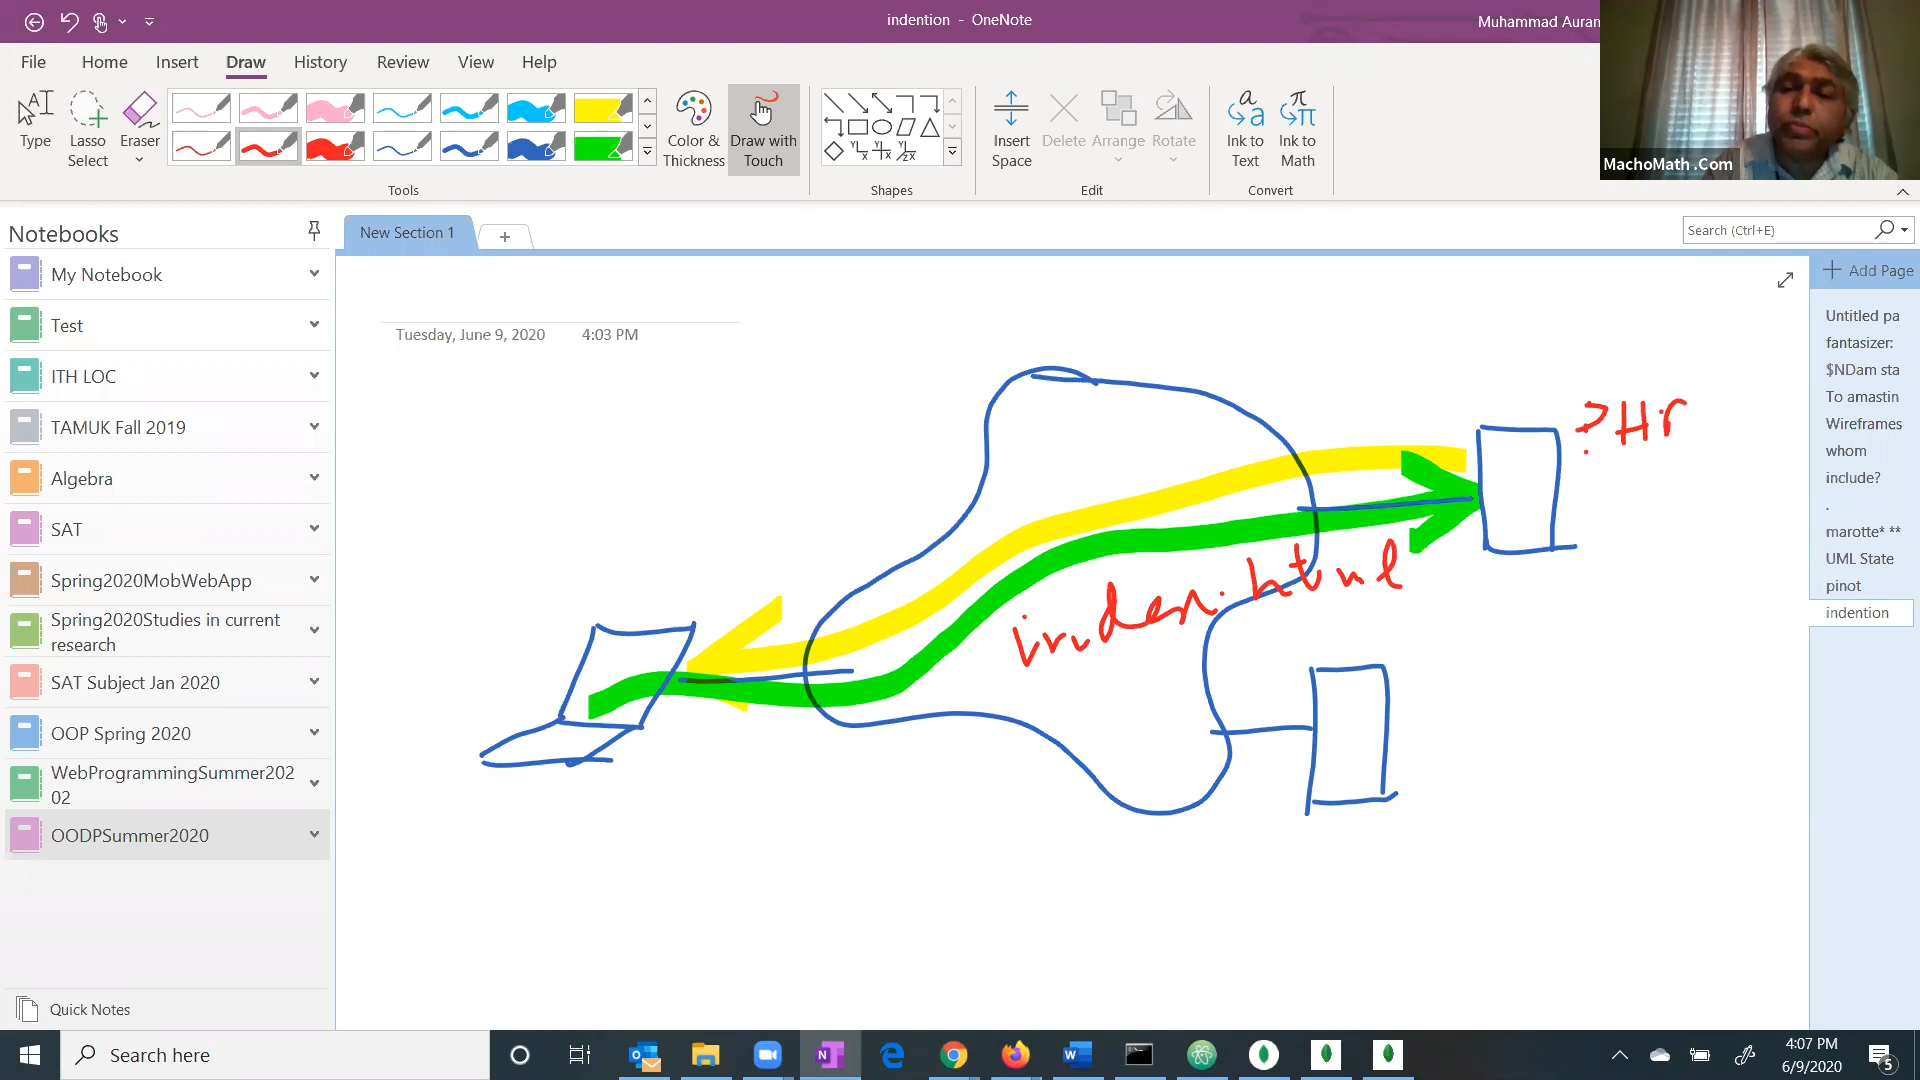 indention - OneNote
Muhammad Auran
File Home Insert Draw History Review View Help
Type
Lasso Select
Eraser
Color & Thickness
Draw with Touch
Insert Space
Delete
Arrange
Rotate
Ink to Text
Ink to Math
Tools
Shapes
Edit
Convert
MachoMath .Com
Notebooks
New Section 1
Search (Ctrl+E)
My Notebook
Test
ITH LOC
TAMUK Fall 2019
Algebra
SAT
Spring2020MobWebApp
Spring2020Studies in current
research
SAT Subject Jan 2020
OOP Spring 2020
WebProgrammingSummer202
02
OODPSummer2020
Quick Notes
Tuesday, June 9, 2020 4:03 PM
index.html
Add Page
Untitled pa
fantasizer:
$NDam sta
To amastin
Wireframes
whom
include?
.
marotte* **
UML State
pinot
indention
Search here
4:07 PM
6/9/2020
5